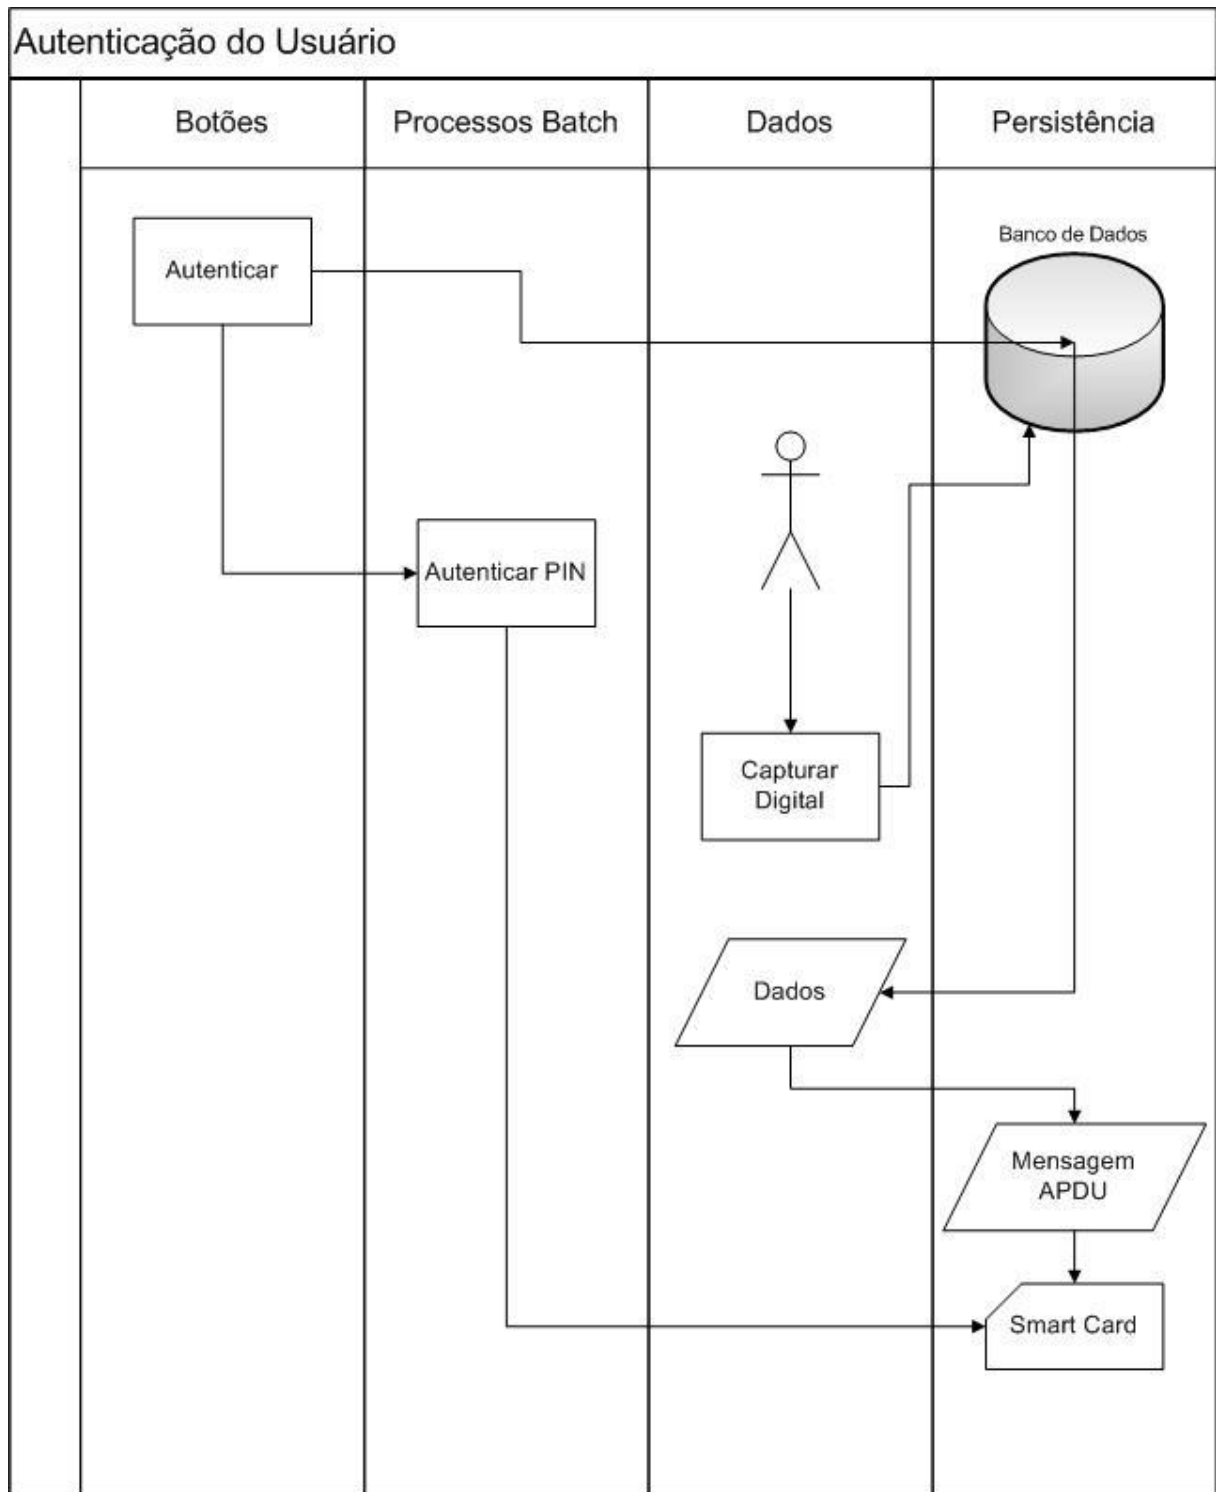 Autenticação do Usuário
Botões
Processos Batch
Dados
Persistência
Banco de Dados
Autenticar
Autenticar PIN
Capturar
Digital
Dados
Mensagem
APDU
Smart Card